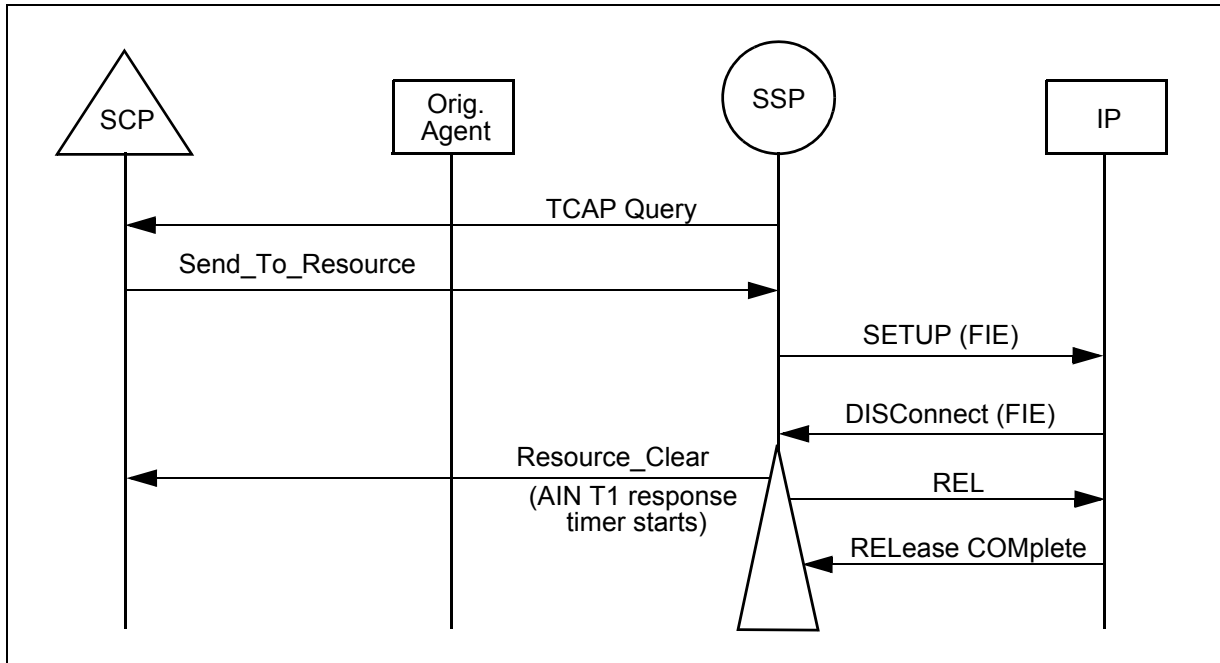 SCP
Orig.
Agent
SSP
IP
TCAP Query
Send_To_Resource
SETUP (FIE)
DISConnect (FIE)
Resource_Clear
(AIN T1 response
timer starts)
REL
RELease COMplete